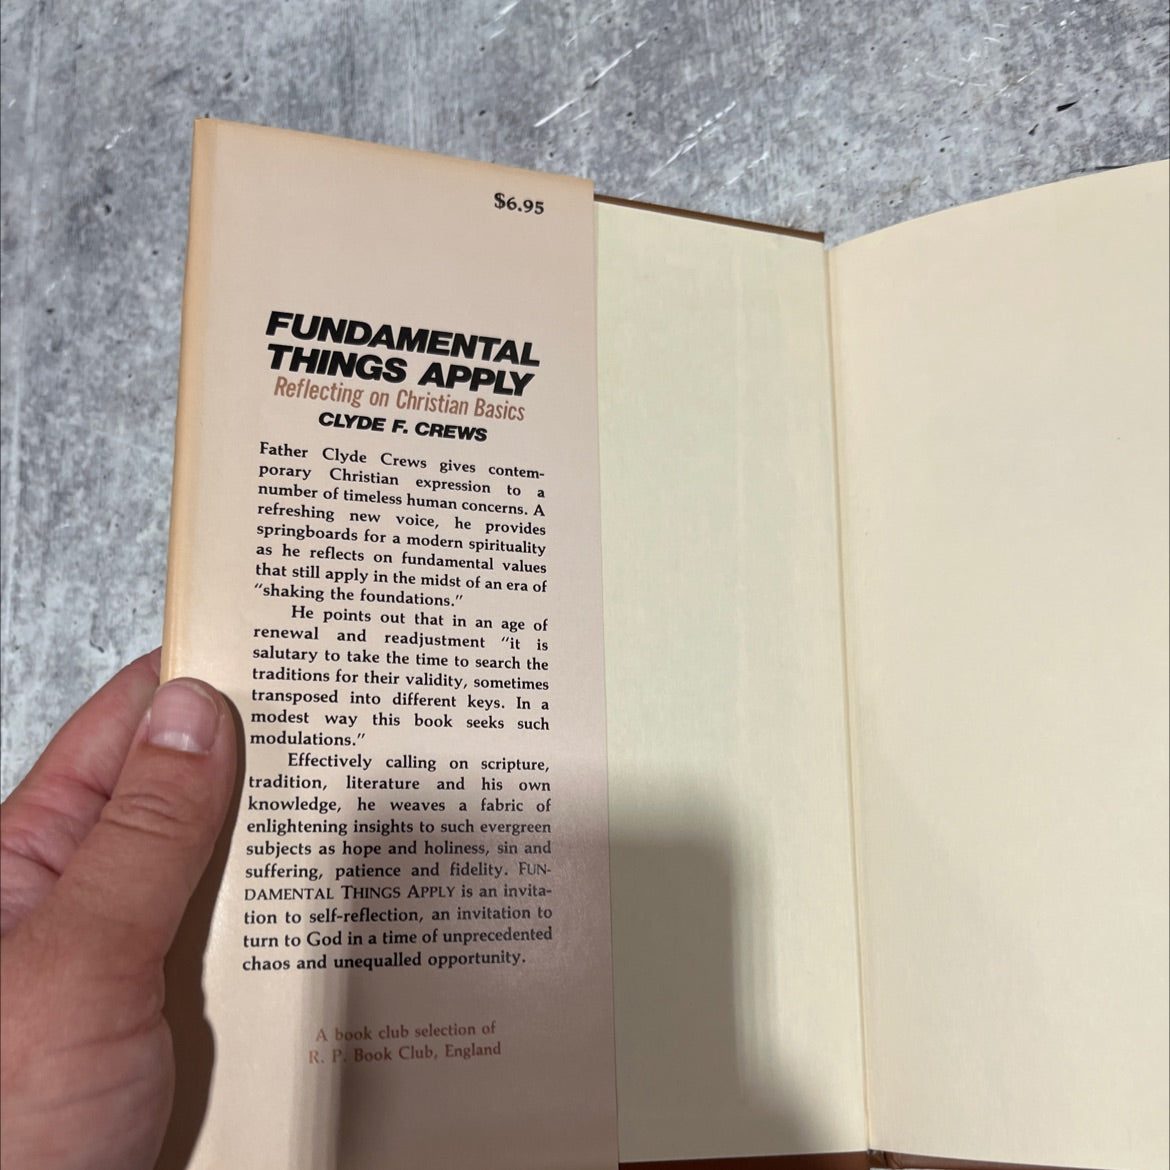 $6.95
FUNDAMENTAL
THINGS APPLY
Reflecting on Christian Basics
CLYDE F. CREWS
Father Clyde Crews gives contem-
porary Christian expression to a
number of timeless human concerns. A
refreshing new voice, he provides
springboards for a modern spirituality
as he reflects on fundamental values
that still apply in the midst of an era of
“shaking the foundations.”
He points out that in an age of
renewal and readjustment “it is
salutary to take the time to search the
traditions for their validity, sometimes
transposed into different keys. In a
modest way this book seeks such
modulations.”
Effectively calling on scripture,
tradition, literature and his own
knowledge, he weaves a fabric of
enlightening insights to such evergreen
subjects as hope and holiness, sin and
suffering, patience and fidelity. FUN-
DAMENTAL THINGS APPLY is an invita-
tion to self-reflection, an invitation to
turn to God in a time of unprecedented
chaos and unequalled opportunity.
A book club selection of
R. P. Book Club, England